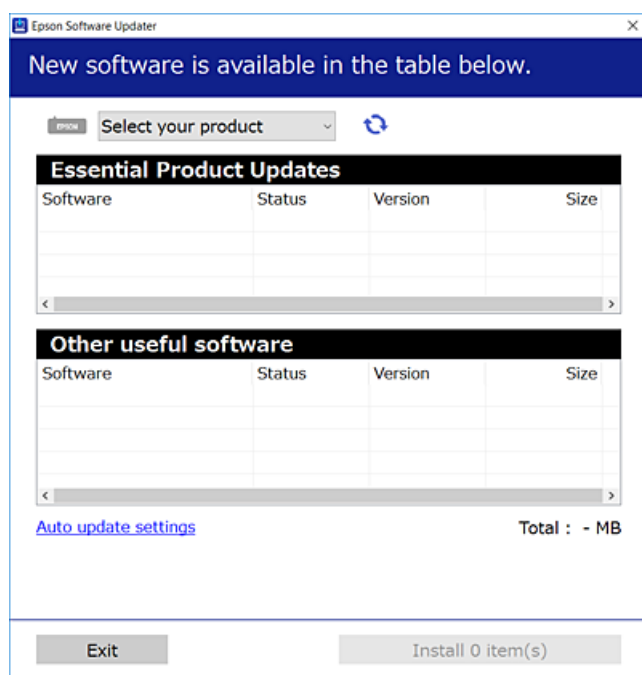 Epson Software Updater
New software is available in the table below.
EPSON Select your product
Essential Product Updates
Software Status Version Size
Other useful software
Software Status Version Size
Auto update settings Total : - MB
Exit Install 0 item(s)